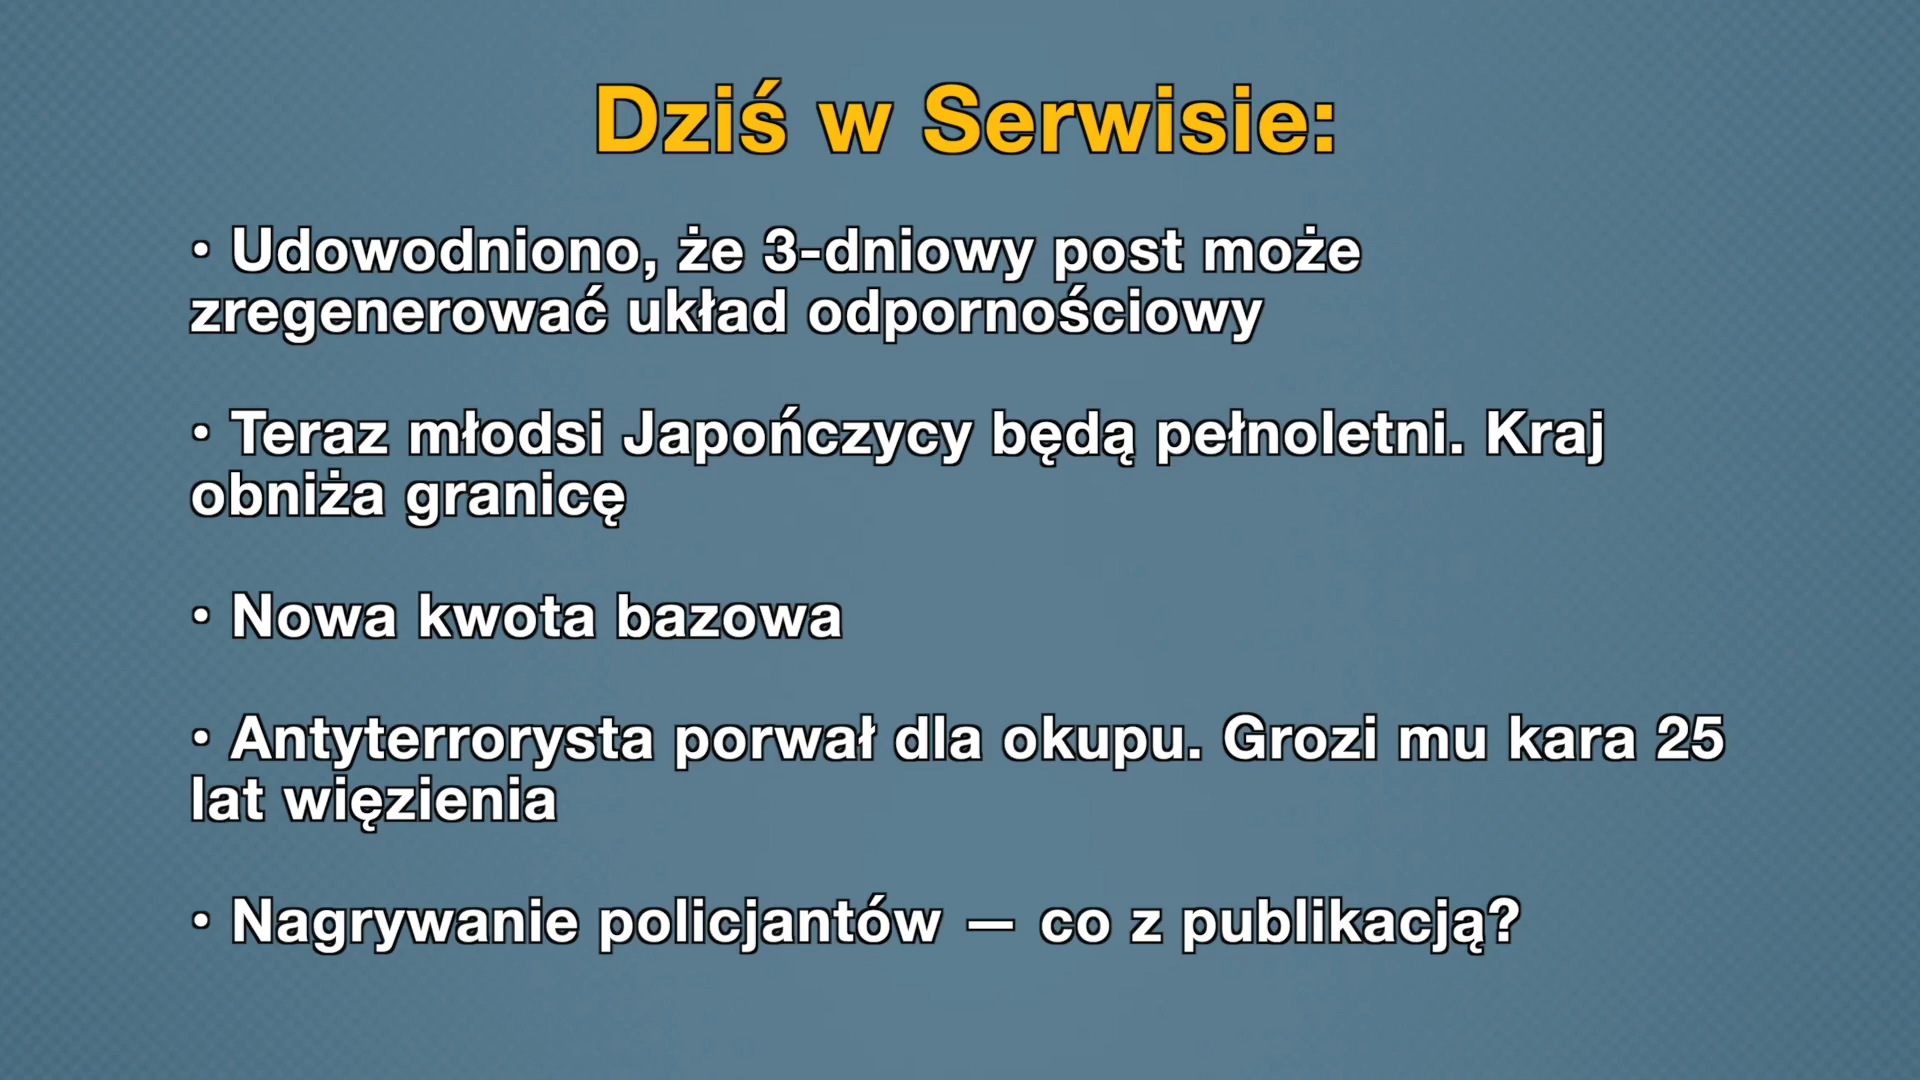 Dziś w Serwisie:
• Udowodniono, że 3-dniowy post może
zregenerować układ odpornościowy
• Teraz młodsi Japończycy będą pełnoletni. Kraj
obniża granicę
• Nowa kwota bazowa
• Antyterrorysta porwał dla okupu. Grozi mu kara 25
lat więzienia
• Nagrywanie policjantów — co z publikacją?